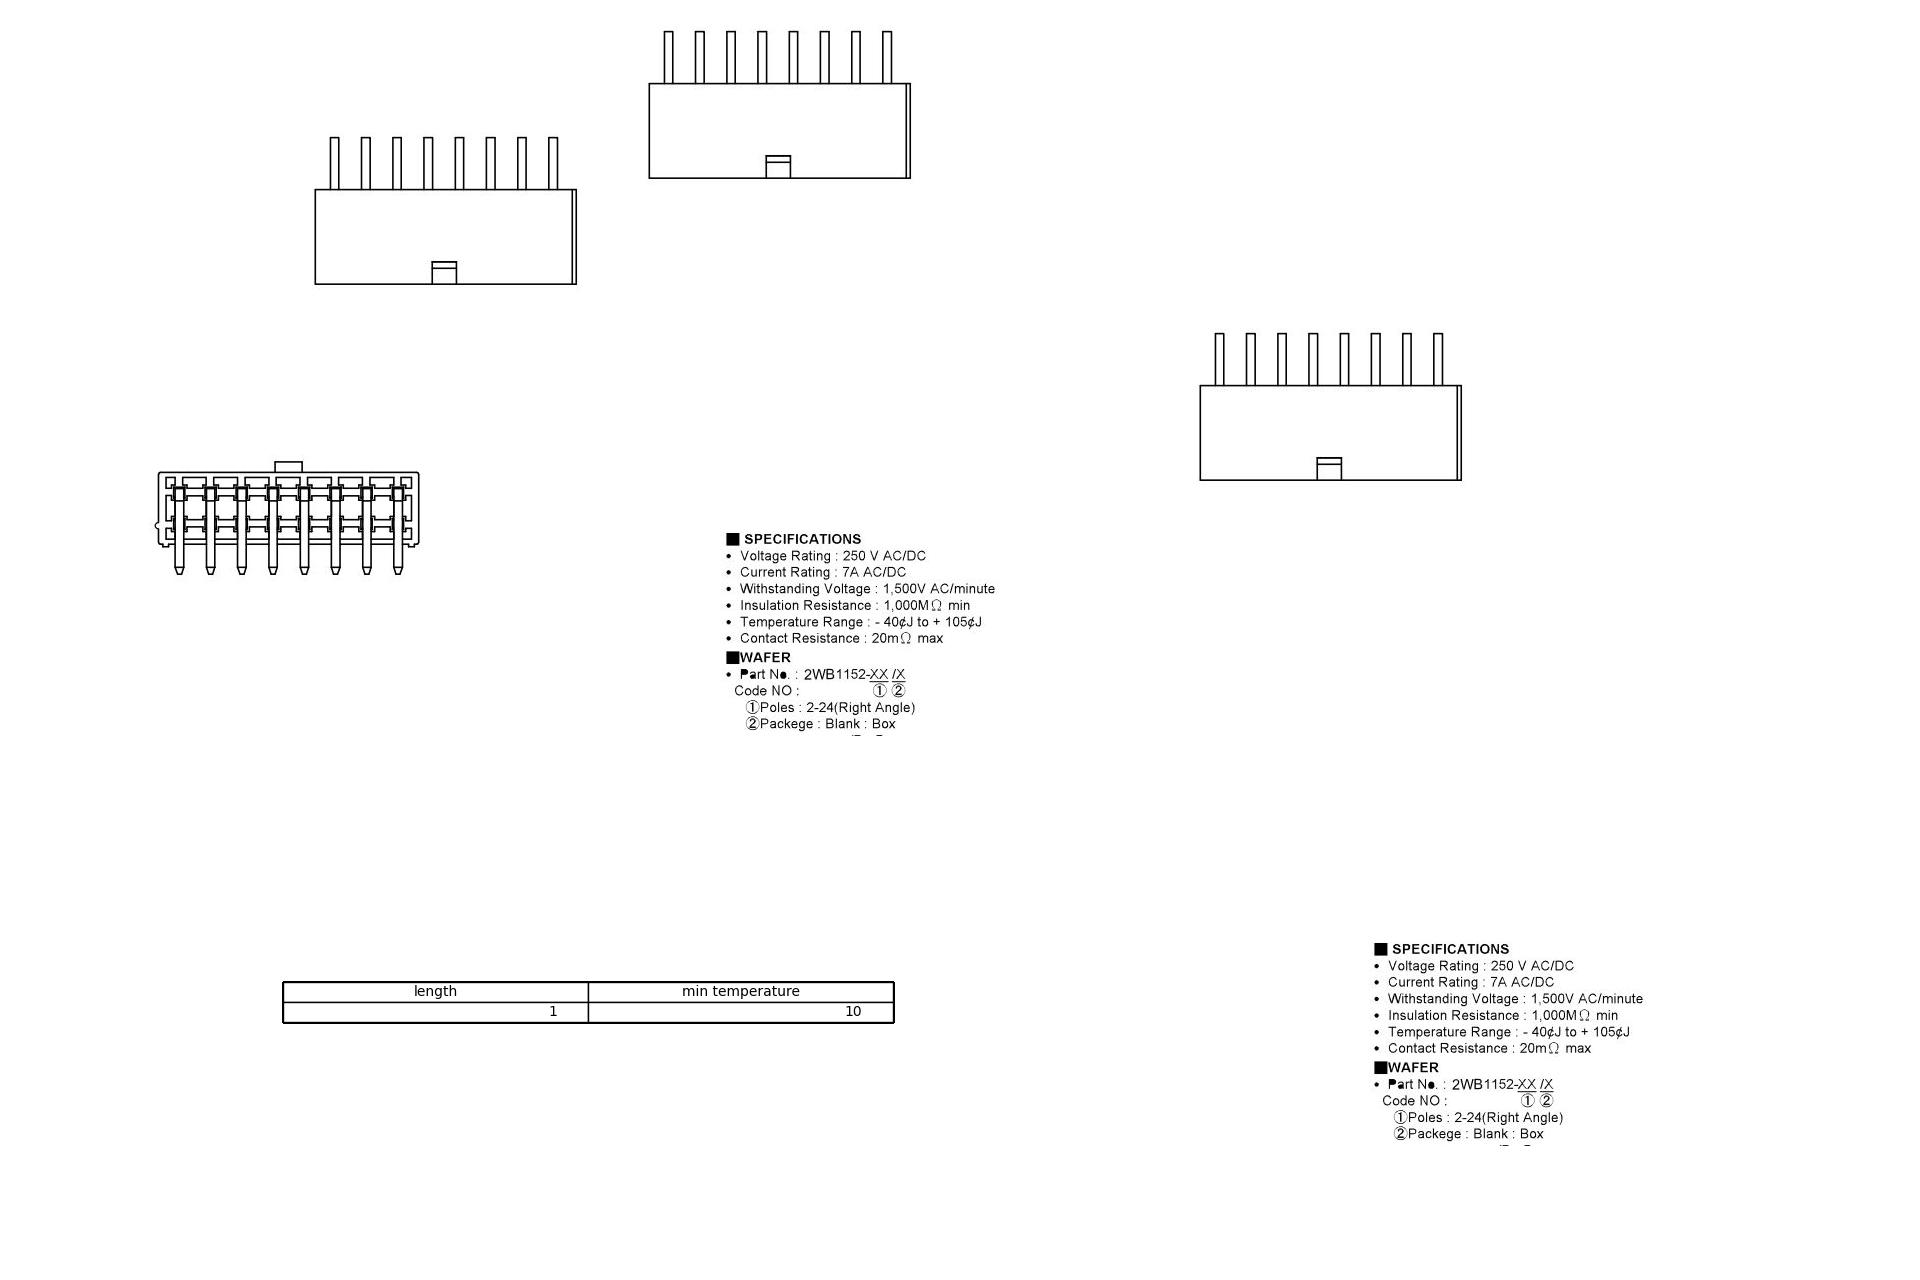 ■ SPECIFICATIONS
• Voltage Rating : 250 V AC/DC
• Current Rating : 7A AC/DC
• Withstanding Voltage : 1,500V AC/minute
• Insulation Resistance : 1,000MΩ min
• Temperature Range : - 40¢J to + 105¢J
• Contact Resistance : 20mΩ max
■WAFER
• Part No. : 2WB1152-XX /X
Code NO : ① ②
①Poles : 2-24(Right Angle)
②Packege : Blank : Box
length min temperature
1 10
■ SPECIFICATIONS
• Voltage Rating : 250 V AC/DC
• Current Rating : 7A AC/DC
• Withstanding Voltage : 1,500V AC/minute
• Insulation Resistance : 1,000MΩ min
• Temperature Range : - 40¢J to + 105¢J
• Contact Resistance : 20mΩ max
■WAFER
• Part No. : 2WB1152-XX /X
Code NO : ① ②
①Poles : 2-24(Right Angle)
②Packege : Blank : Box